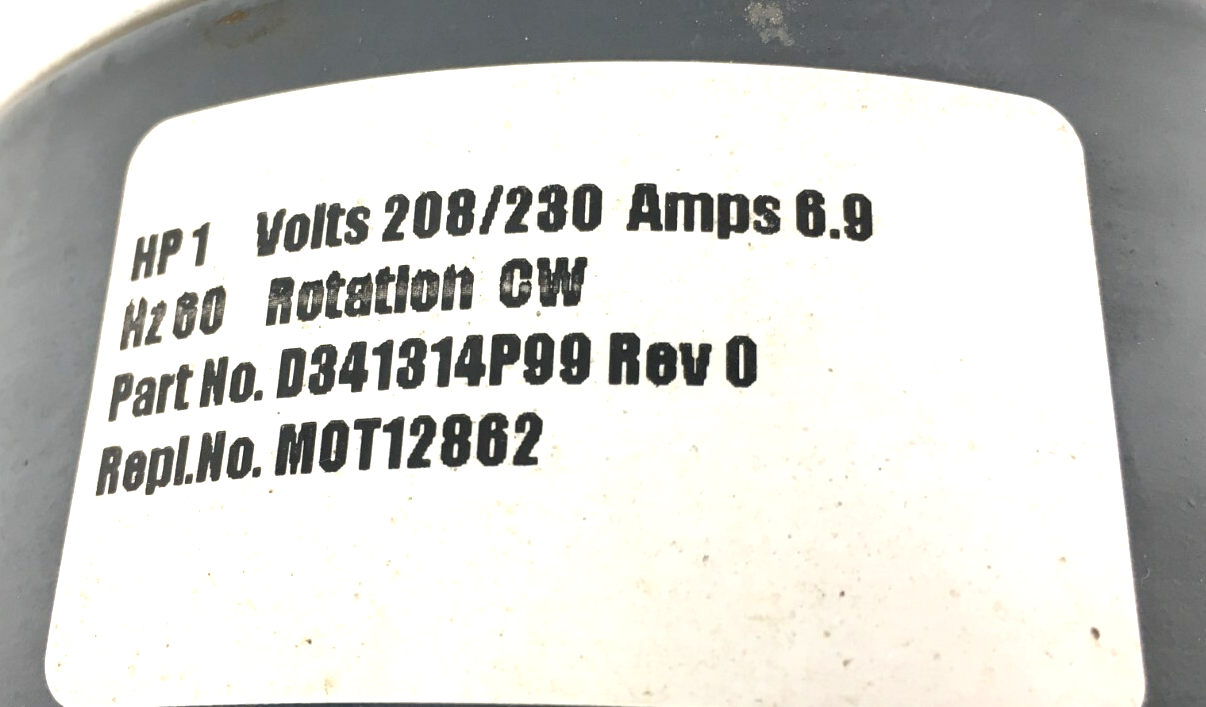 HP 1 Volts 208/230 Amps 6.9
Hz 60 Rotation CW
Part No. D341314P99 Rev 0
Repl.No. MOT12862